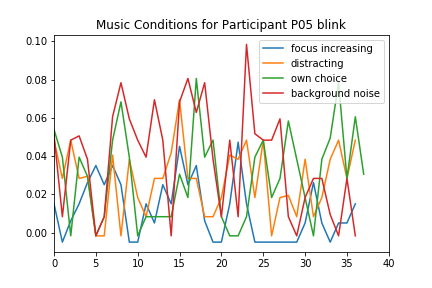 Music Conditions for Participant P05 blink
0.10
0.08
0.06
0.04
0.02
0.00
focus increasing
distracting
own choice
background noise
0 5 10 15 20 25 30 35 40